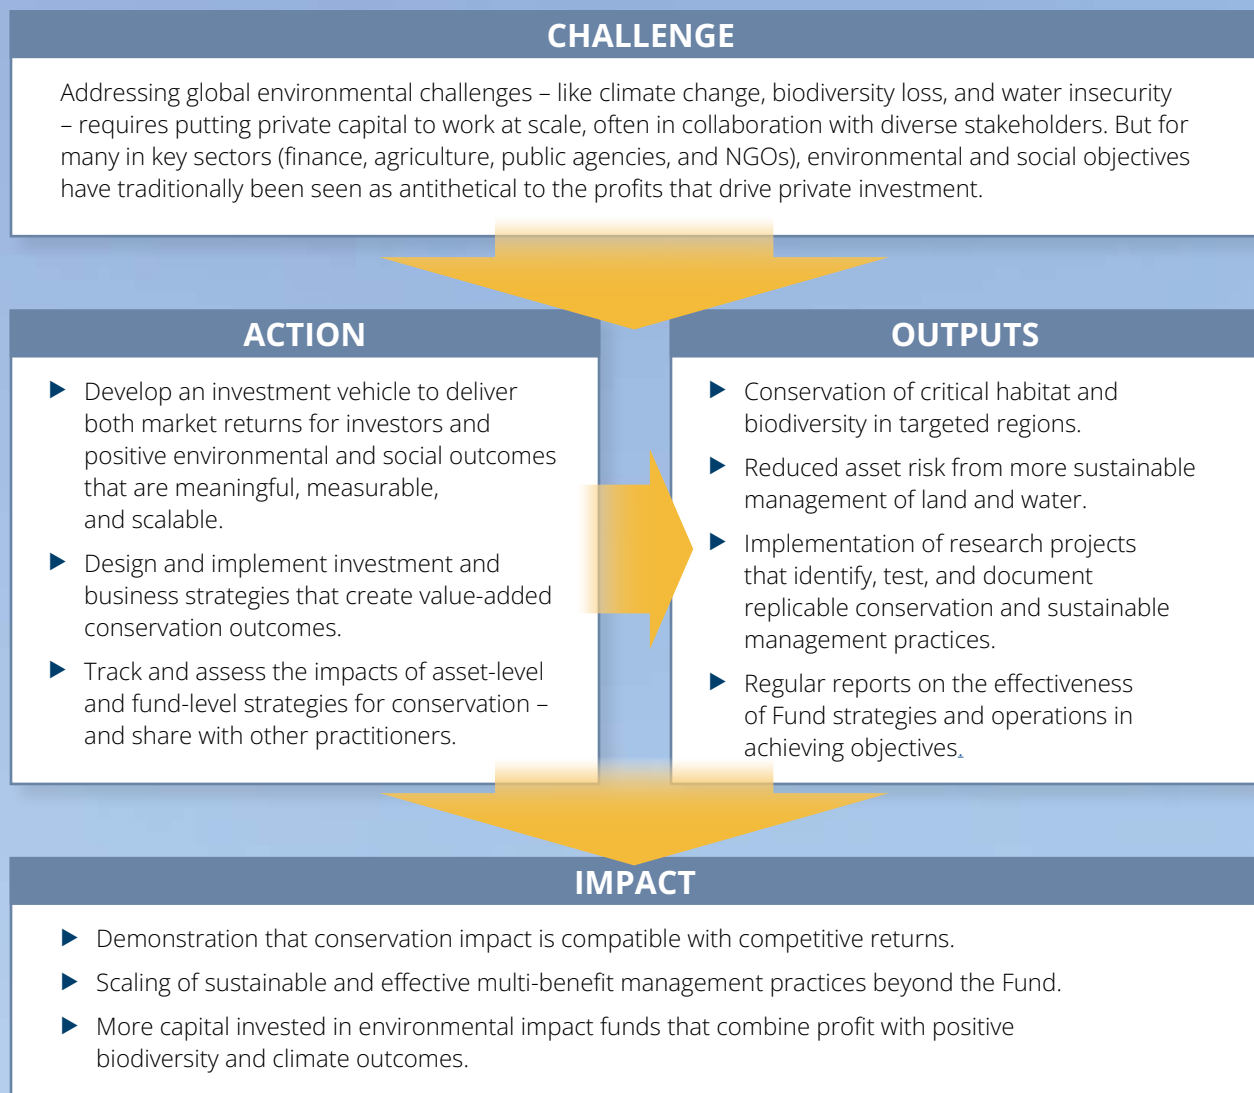 CHALLENGE
Addressing global environmental challenges – like climate change, biodiversity loss, and water insecurity
– requires putting private capital to work at scale, often in collaboration with diverse stakeholders. But for
many in key sectors (finance, agriculture, public agencies, and NGOs), environmental and social objectives
have traditionally been seen as antithetical to the profits that drive private investment.
ACTION
Develop an investment vehicle to deliver
both market returns for investors and
positive environmental and social outcomes
that are meaningful, measurable,
and scalable.
Design and implement investment and
business strategies that create value-added
conservation outcomes.
Track and assess the impacts of asset-level
and fund-level strategies for conservation –
and share with other practitioners.
OUTPUTS
Conservation of critical habitat and
biodiversity in targeted regions.
Reduced asset risk from more sustainable
management of land and water.
Implementation of research projects
that identify, test, and document
replicable conservation and sustainable
management practices.
Regular reports on the effectiveness
of Fund strategies and operations in
achieving objectives.
IMPACT
Demonstration that conservation impact is compatible with competitive returns.
Scaling of sustainable and effective multi-benefit management practices beyond the Fund.
More capital invested in environmental impact funds that combine profit with positive
biodiversity and climate outcomes.